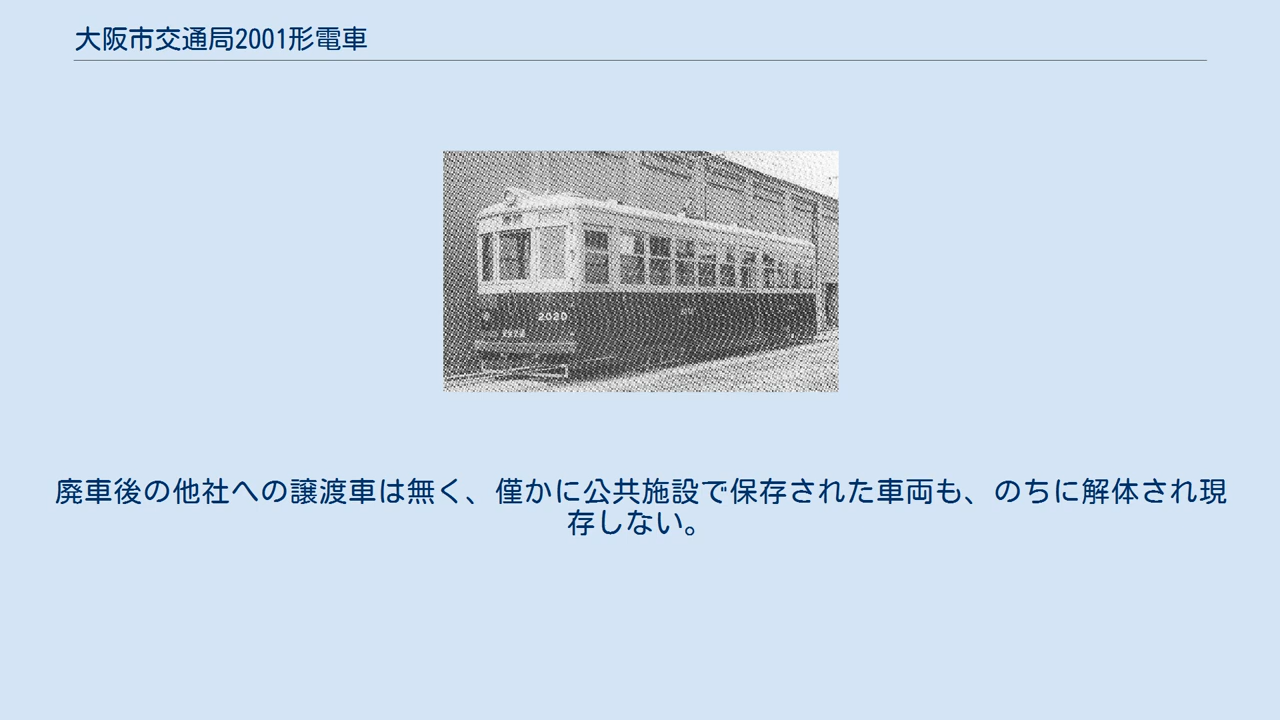 大阪市交通局2001形電車
2020
廃車後の他社への譲渡車は無く、僅かに公共施設で保存された車両も、のちに解体され現
存しない。